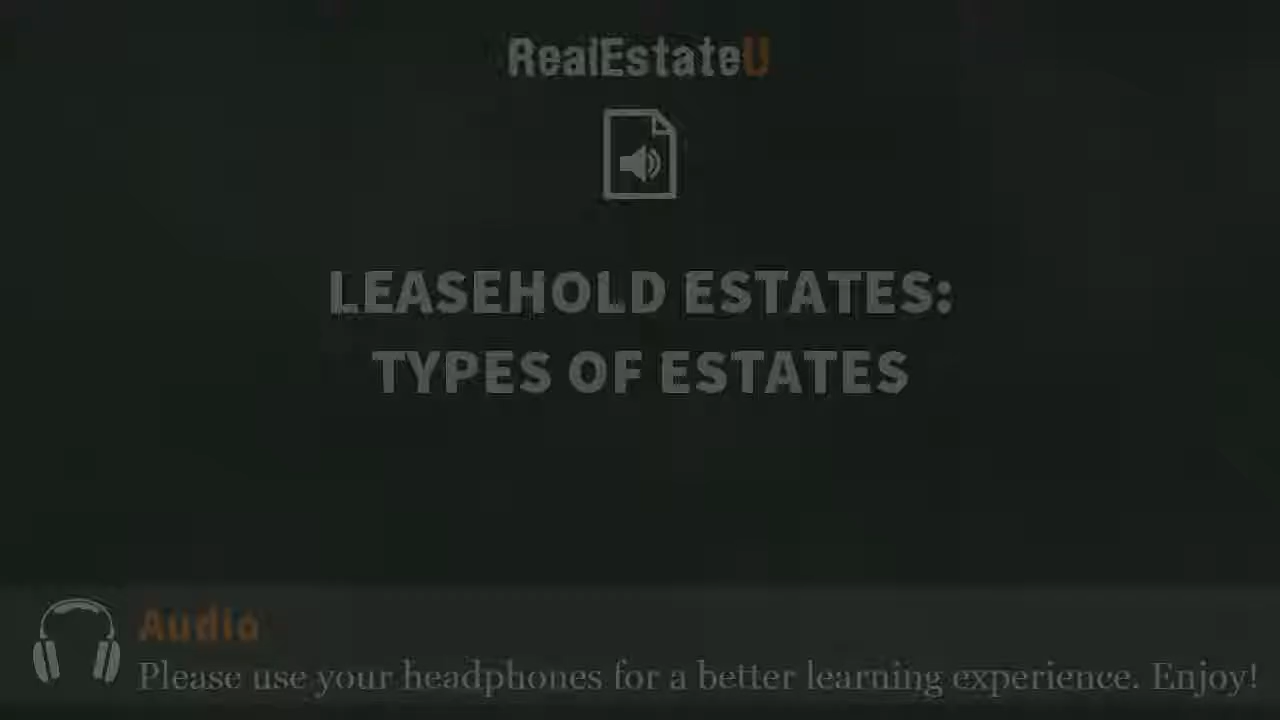 RealEstateU
LEASEHOLD ESTATES:
TYPES OF ESTATES
Audio
Please use your headphones for a better learning experience. Enjoy!